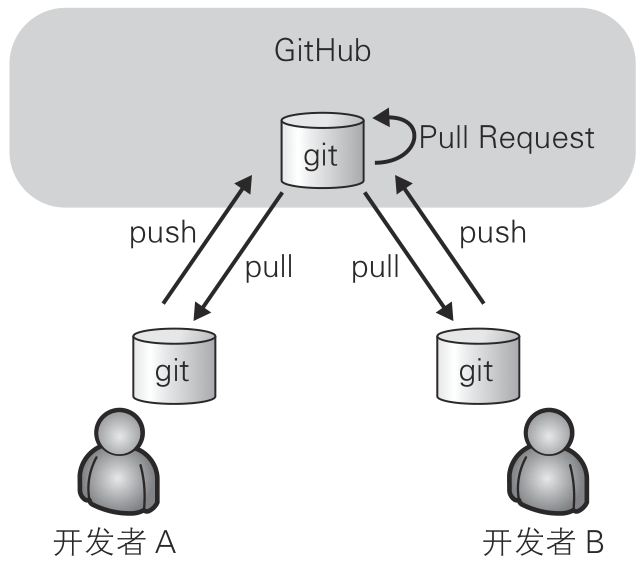 GitHub
git
Pull Request
push
pull
pull
push
git
git
开发者 A
开发者 B